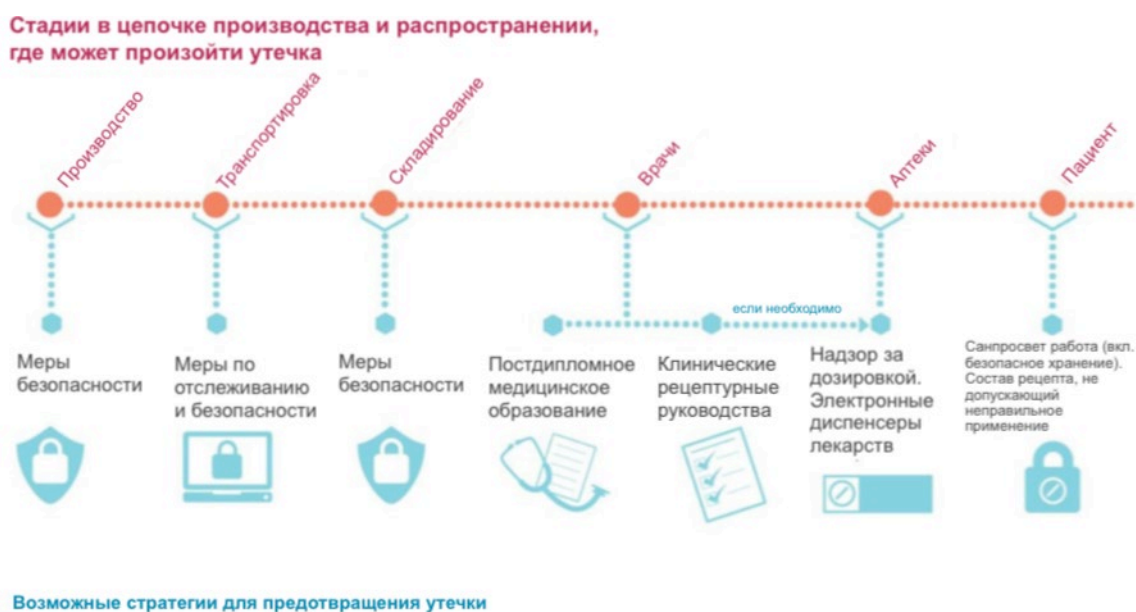 Стадии в цепочке производства и распространении,
где может произойти утечка
Производство
Транспортировка
Складирование
Врачи
Аптеки
Пациент
если необходимо
Меры
безопасности
Меры по
отслеживанию
и безопасности
Меры
безопасности
Постдипломное
медицинское
образование
Клинические
рецептурные
руководства
Надзор за
дозировкой.
Электронные
диспенсеры
лекарств
Санпросвет работа (вкл.
безопасное хранение).
Состав рецепта, не
допускающий
неправильное
применение
Возможные стратегии для предотвращения утечки